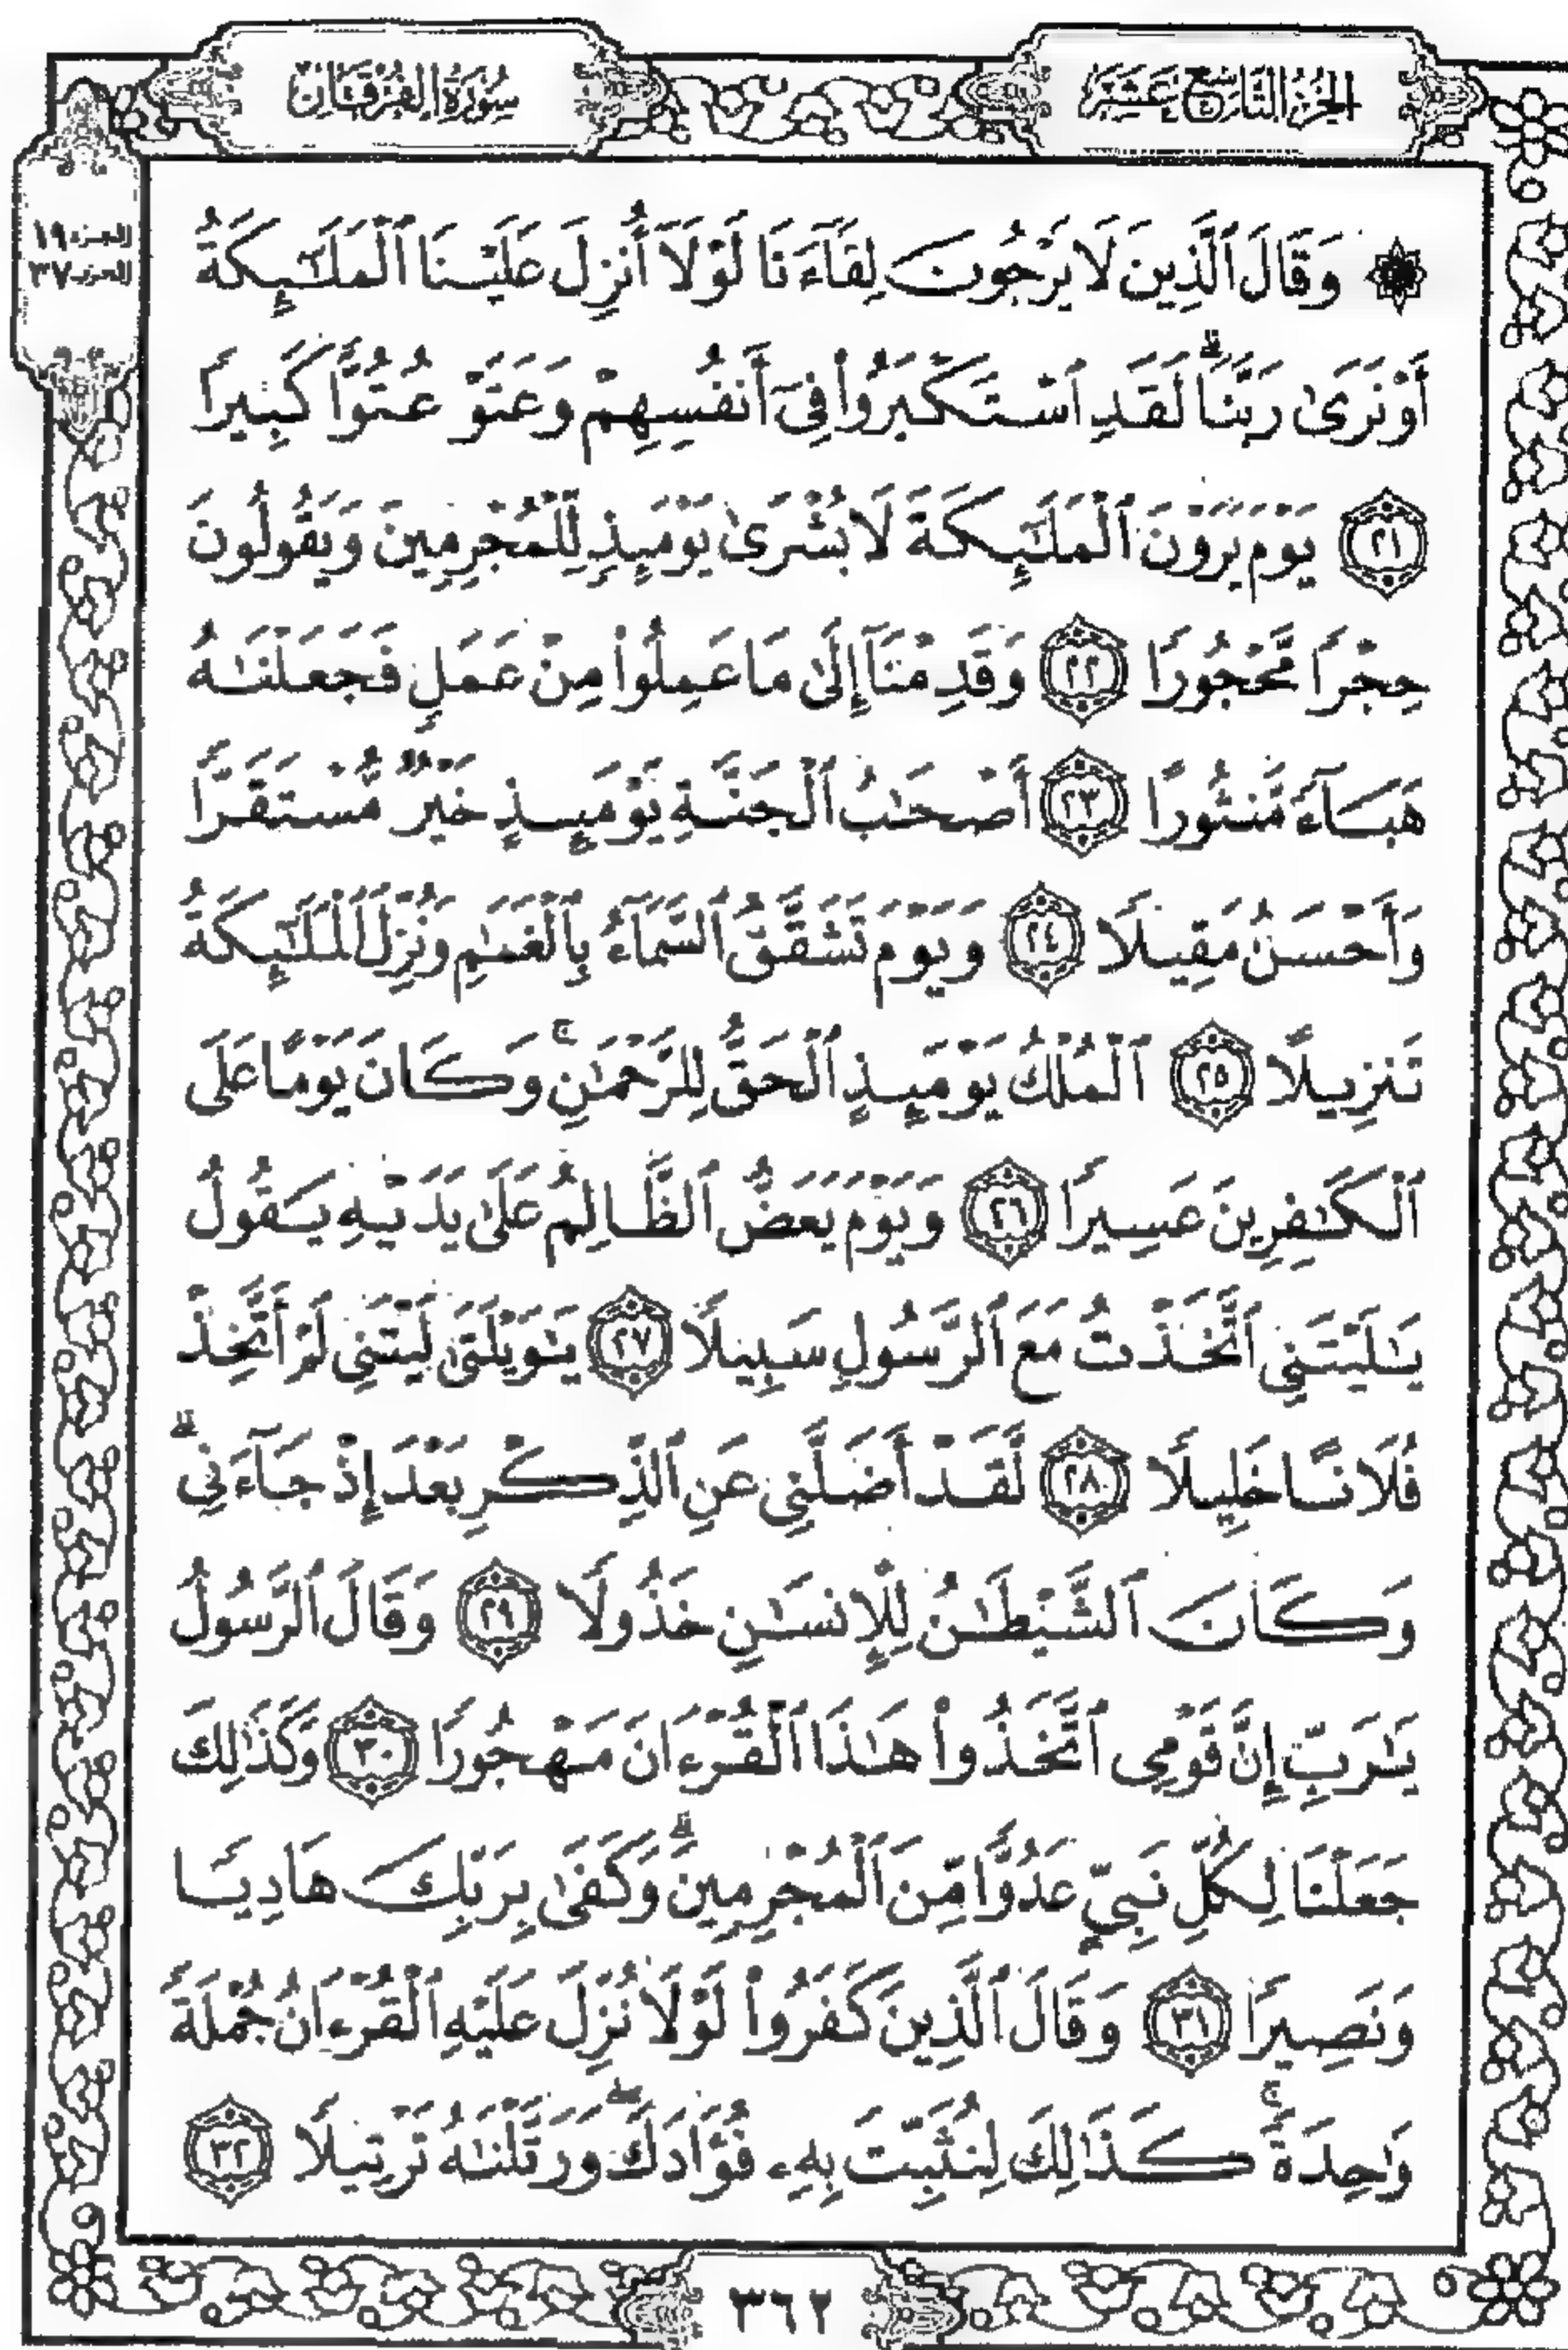 الجزء التاسع عشر
سورة الفرقان
الجزء ١٩
الحزب ٣٧
۞ وَقَالَ ٱلَّذِينَ لَا يَرْجُونَ لِقَآءَنَا لَوْلَآ أُنزِلَ عَلَيْنَا ٱلْمَلَٰٓئِكَةُ
أَوْ نَرَىٰ رَبَّنَاۗ لَقَدِ ٱسْتَكْبَرُوا۟ فِىٓ أَنفُسِهِمْ وَعَتَوْ عُتُوًّا كَبِيرًا
٢١ يَوْمَ يَرَوْنَ ٱلْمَلَٰٓئِكَةَ لَا بُشْرَىٰ يَوْمَئِذٍ لِّلْمُجْرِمِينَ وَيَقُولُونَ
حِجْرًا مَّحْجُورًا ٢٢ وَقَدِمْنَآ إِلَىٰ مَا عَمِلُوا۟ مِنْ عَمَلٍ فَجَعَلْنَٰهُ
هَبَآءً مَّنثُورًا ٢٣ أَصْحَٰبُ ٱلْجَنَّةِ يَوْمَئِذٍ خَيْرٌ مُّسْتَقَرًّا
وَأَحْسَنُ مَقِيلًا ٢٤ وَيَوْمَ تَشَقَّقُ ٱلسَّمَآءُ بِٱلْغَمَٰمِ وَنُزِّلَ ٱلْمَلَٰٓئِكَةُ
تَنزِيلًا ٢٥ ٱلْمُلْكُ يَوْمَئِذٍ ٱلْحَقُّ لِلرَّحْمَٰنِۚ وَكَانَ يَوْمًا عَلَى
ٱلْكَٰفِرِينَ عَسِيرًا ٢٦ وَيَوْمَ يَعَضُّ ٱلظَّالِمُ عَلَىٰ يَدَيْهِ يَقُولُ
يَٰلَيْتَنِى ٱتَّخَذْتُ مَعَ ٱلرَّسُولِ سَبِيلًا ٢٧ يَٰوَيْلَتَىٰ لَيْتَنِى لَمْ أَتَّخِذْ
فُلَانًا خَلِيلًا ٢٨ لَّقَدْ أَضَلَّنِى عَنِ ٱلذِّكْرِ بَعْدَ إِذْ جَآءَنِىۗ
وَكَانَ ٱلشَّيْطَٰنُ لِلْإِنسَٰنِ خَذُولًا ٢٩ وَقَالَ ٱلرَّسُولُ
يَٰرَبِّ إِنَّ قَوْمِى ٱتَّخَذُوا۟ هَٰذَا ٱلْقُرْءَانَ مَهْجُورًا ٣٠ وَكَذَٰلِكَ
جَعَلْنَا لِكُلِّ نَبِىٍّ عَدُوًّا مِّنَ ٱلْمُجْرِمِينَۗ وَكَفَىٰ بِرَبِّكَ هَادِيًا
وَنَصِيرًا ٣١ وَقَالَ ٱلَّذِينَ كَفَرُوا۟ لَوْلَا نُزِّلَ عَلَيْهِ ٱلْقُرْءَانُ جُمْلَةً
وَٰحِدَةًۚ كَذَٰلِكَ لِنُثَبِّتَ بِهِۦ فُؤَادَكَۖ وَرَتَّلْنَٰهُ تَرْتِيلًا ٣٢
٣٦٢